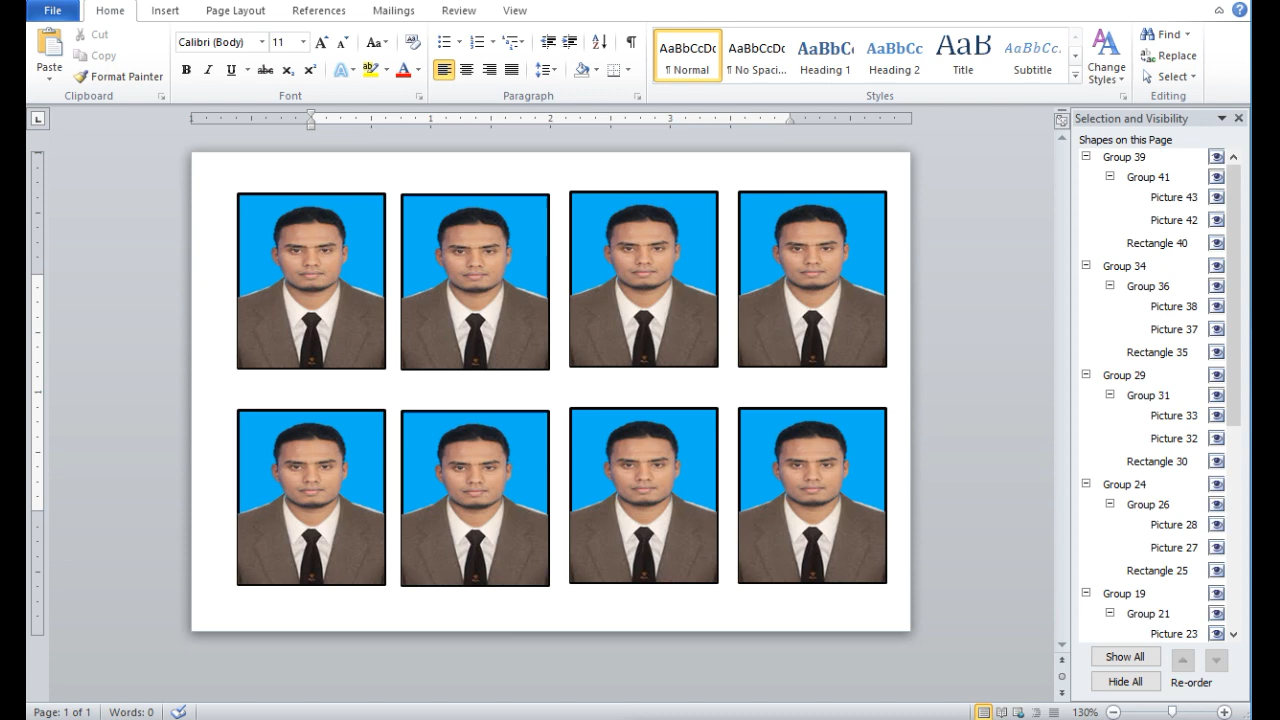 File Home Insert Page Layout References Mailings Review View
Paste
Cut
Copy
Format Painter
Clipboard
Calibri (Body) 11
Font
Paragraph
AaBbCcDc AaBbCcDc AaBbC AaBbCc AaB AaBbCc.
¶ Normal ¶ No Spaci... Heading 1 Heading 2 Title Subtitle
Change
Styles
Styles
Find
Replace
Select
Editing
1 1 2 3
Selection and Visibility
Shapes on this Page
Group 39
Group 41
Picture 43
Picture 42
Rectangle 40
Group 34
Group 36
Picture 38
Picture 37
Rectangle 35
Group 29
Group 31
Picture 33
Picture 32
Rectangle 30
Group 24
Group 26
Picture 28
Picture 27
Rectangle 25
Group 19
Group 21
Picture 23
Show All
Hide All
Re-order
Page: 1 of 1 Words: 0 130%